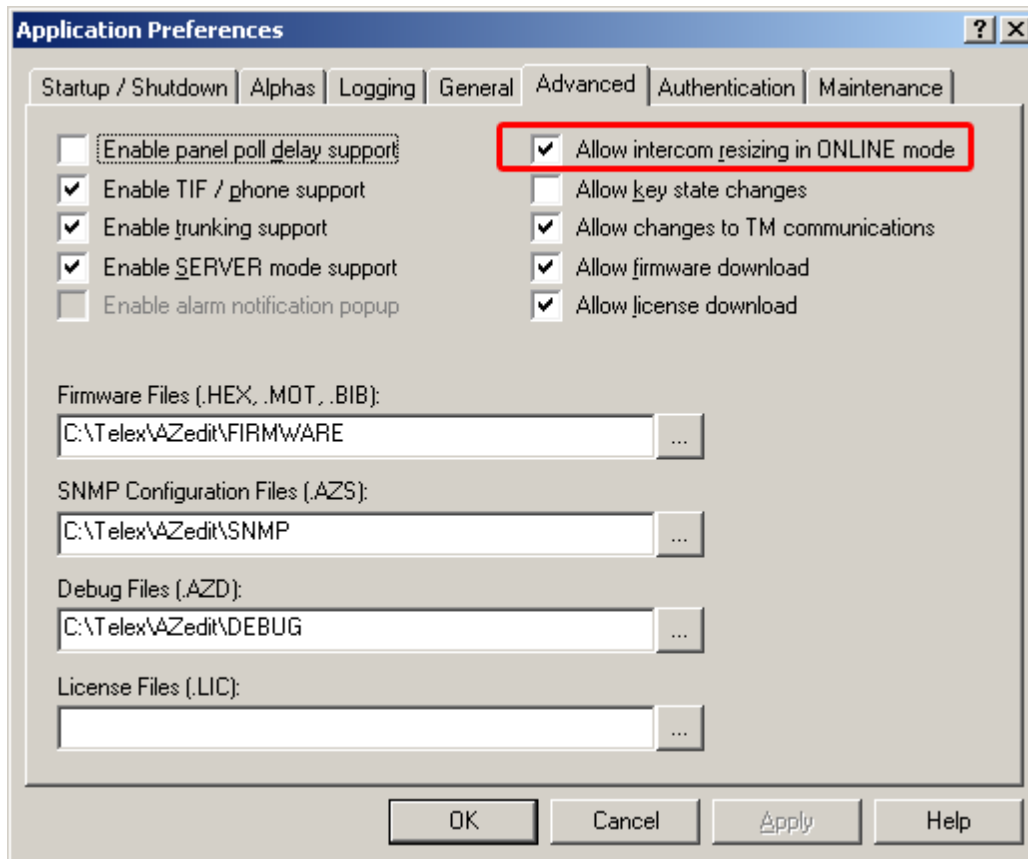 Application Preferences
Startup / Shutdown Alphas Logging General Advanced Authentication Maintenance
Enable panel poll delay support
Enable TIF / phone support
Enable trunking support
Enable SERVER mode support
Enable alarm notification popup
Allow intercom resizing in ONLINE mode
Allow key state changes
Allow changes to TM communications
Allow firmware download
Allow license download
Firmware Files (.HEX, .MOT, .BIB):
C:\Telex\AZedit\FIRMWARE
...
SNMP Configuration Files (.AZS):
C:\Telex\AZedit\SNMP
...
Debug Files (.AZD):
C:\Telex\AZedit\DEBUG
...
License Files (.LIC):
...
OK Cancel Apply Help